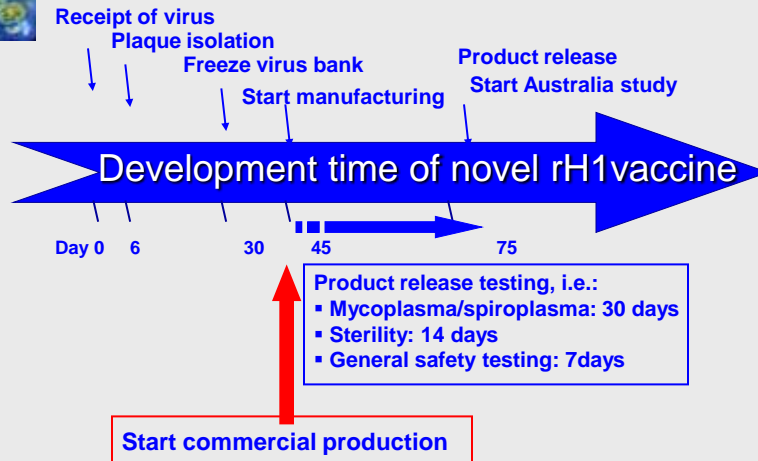 Receipt of virus
Plaque isolation
Freeze virus bank
Start manufacturing
Product release
Start Australia study
Development time of novel rH1vaccine
Day 0 6 30 45 75
Product release testing, i.e.:
▪ Mycoplasma/spiroplasma: 30 days
▪ Sterility: 14 days
▪ General safety testing: 7days
Start commercial production